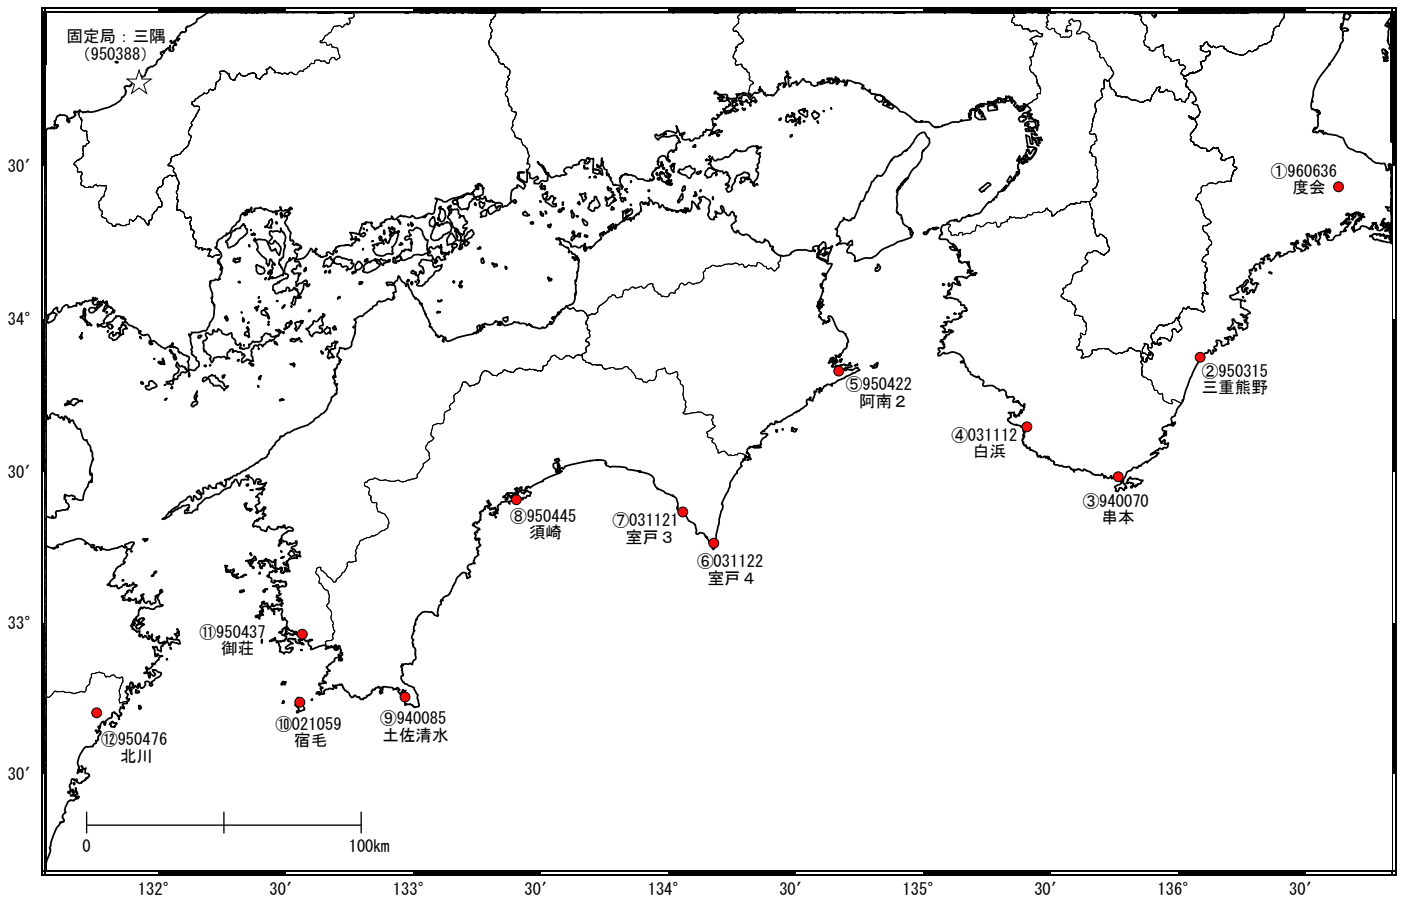 固定局：三隅
（950388）
30′
①960636
度会
34°
②950315
三重熊野
⑤950422
阿南２
④031112
白浜
30′
③940070
串本
⑧950445
須崎
⑦031121
室戸３
⑥031122
室戸４
33°
⑪950437
御荘
⑩021059
宿毛
⑨940085
土佐清水
⑫950476
北川
30′
0
100km
132°
30′
133°
30′
134°
30′
135°
30′
136°
30′